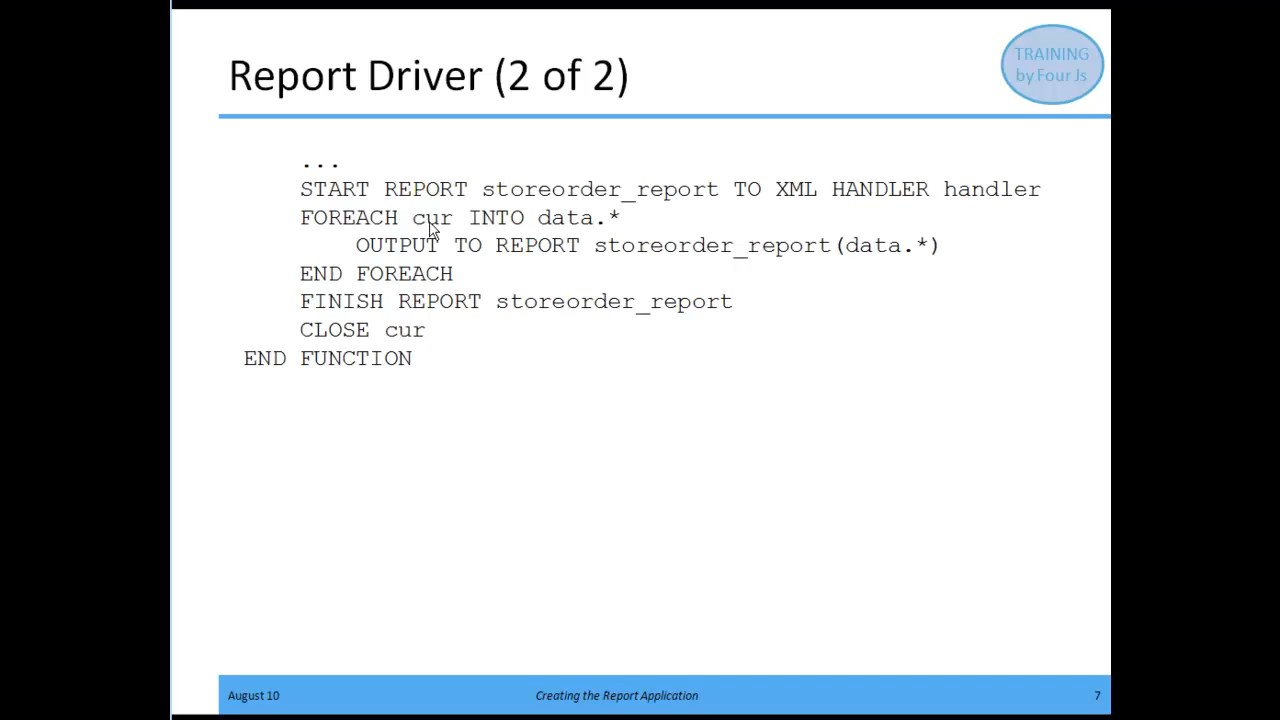 Report Driver (2 of 2)
TRAINING
by Four Js
...
START REPORT storeorder_report TO XML HANDLER handler
FOREACH cur INTO data.*
OUTPUT TO REPORT storeorder_report(data.*)
END FOREACH
FINISH REPORT storeorder_report
CLOSE cur
END FUNCTION
August 10
Creating the Report Application
7